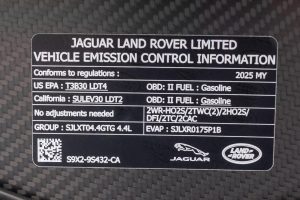 JAGUAR LAND ROVER LIMITED
VEHICLE EMISSION CONTROL INFORMATION
Conforms to regulations: 2025 MY
US EPA : T3B30 LDT4 OBD: II FUEL : Gasoline
California : SULEV30 LDT2 OBD: II FUEL: Gasoline
No adjustments needed 2WR-HO2S/2TWC(2)/2HO2S/
DFI/2TC/2CAC
GROUP : SJLXT04.4GTG 4.4L EVAP : SJLXR0175P1B
S9X2-9S432-CA JAGUAR LAND-ROVER